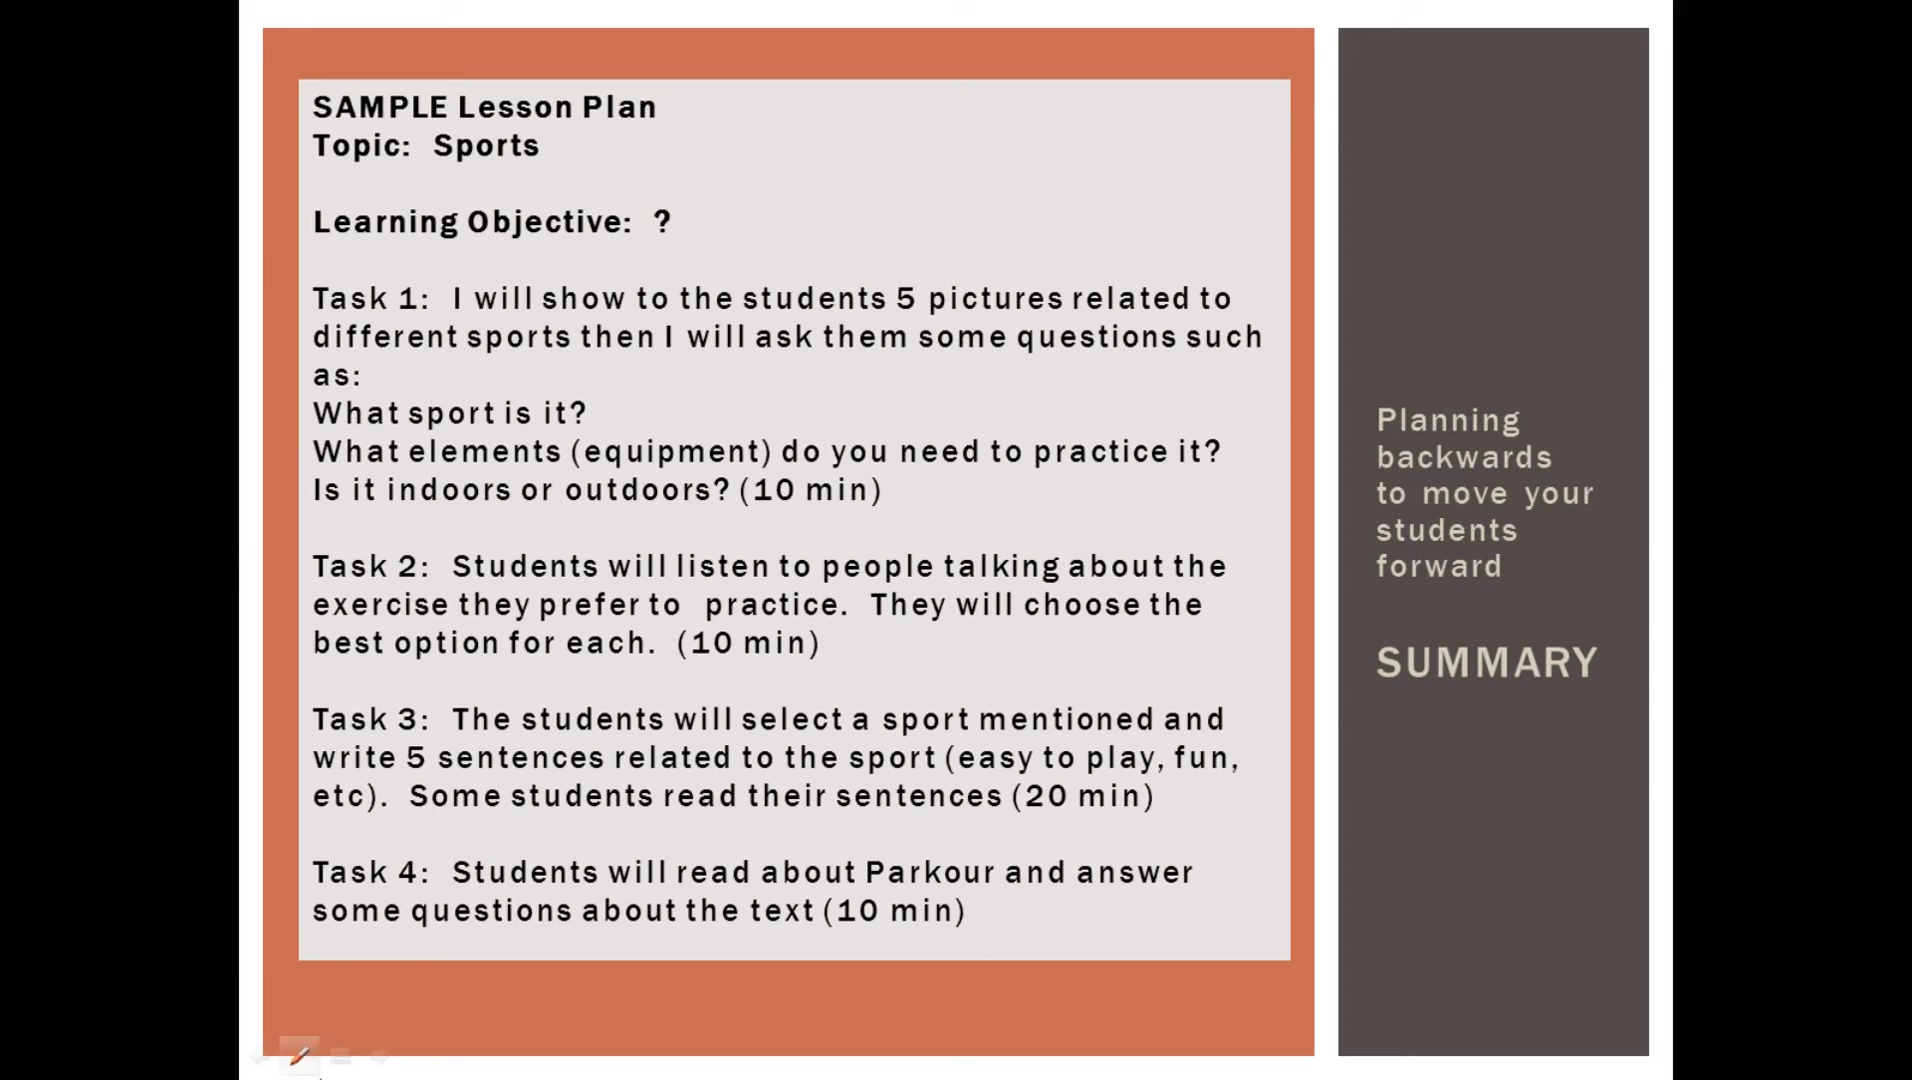 SAMPLE Lesson Plan
Topic:  Sports
Learning Objective:  ?
Task 1:  I will show to the students 5 pictures related to
different sports then I will ask them some questions such
as:
What sport is it?
What elements (equipment) do you need to practice it?
Is it indoors or outdoors? (10 min)
Task 2:  Students will listen to people talking about the
exercise they prefer to  practice.  They will choose the
best option for each.  (10 min)
Task 3:  The students will select a sport mentioned and
write 5 sentences related to the sport (easy to play, fun,
etc).  Some students read their sentences (20 min)
Task 4:  Students will read about Parkour and answer
some questions about the text (10 min)
Planning
backwards
to move your
students
forward
SUMMARY